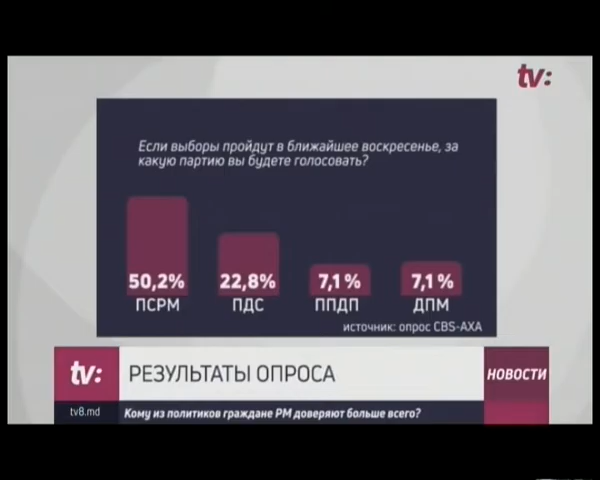 tv:
Если выборы пройдут в ближайшее воскресенье, за
какую партию вы будете голосовать?
50,2% 22,8% 7,1% 7,1%
ПСРМ ПДС ППДП ДПМ
источник: опрос CBS-AXA
tv: РЕЗУЛЬТАТЫ ОПРОСА НОВОСТИ
tv8.md Кому из политиков граждане РМ доверяют больше всего?